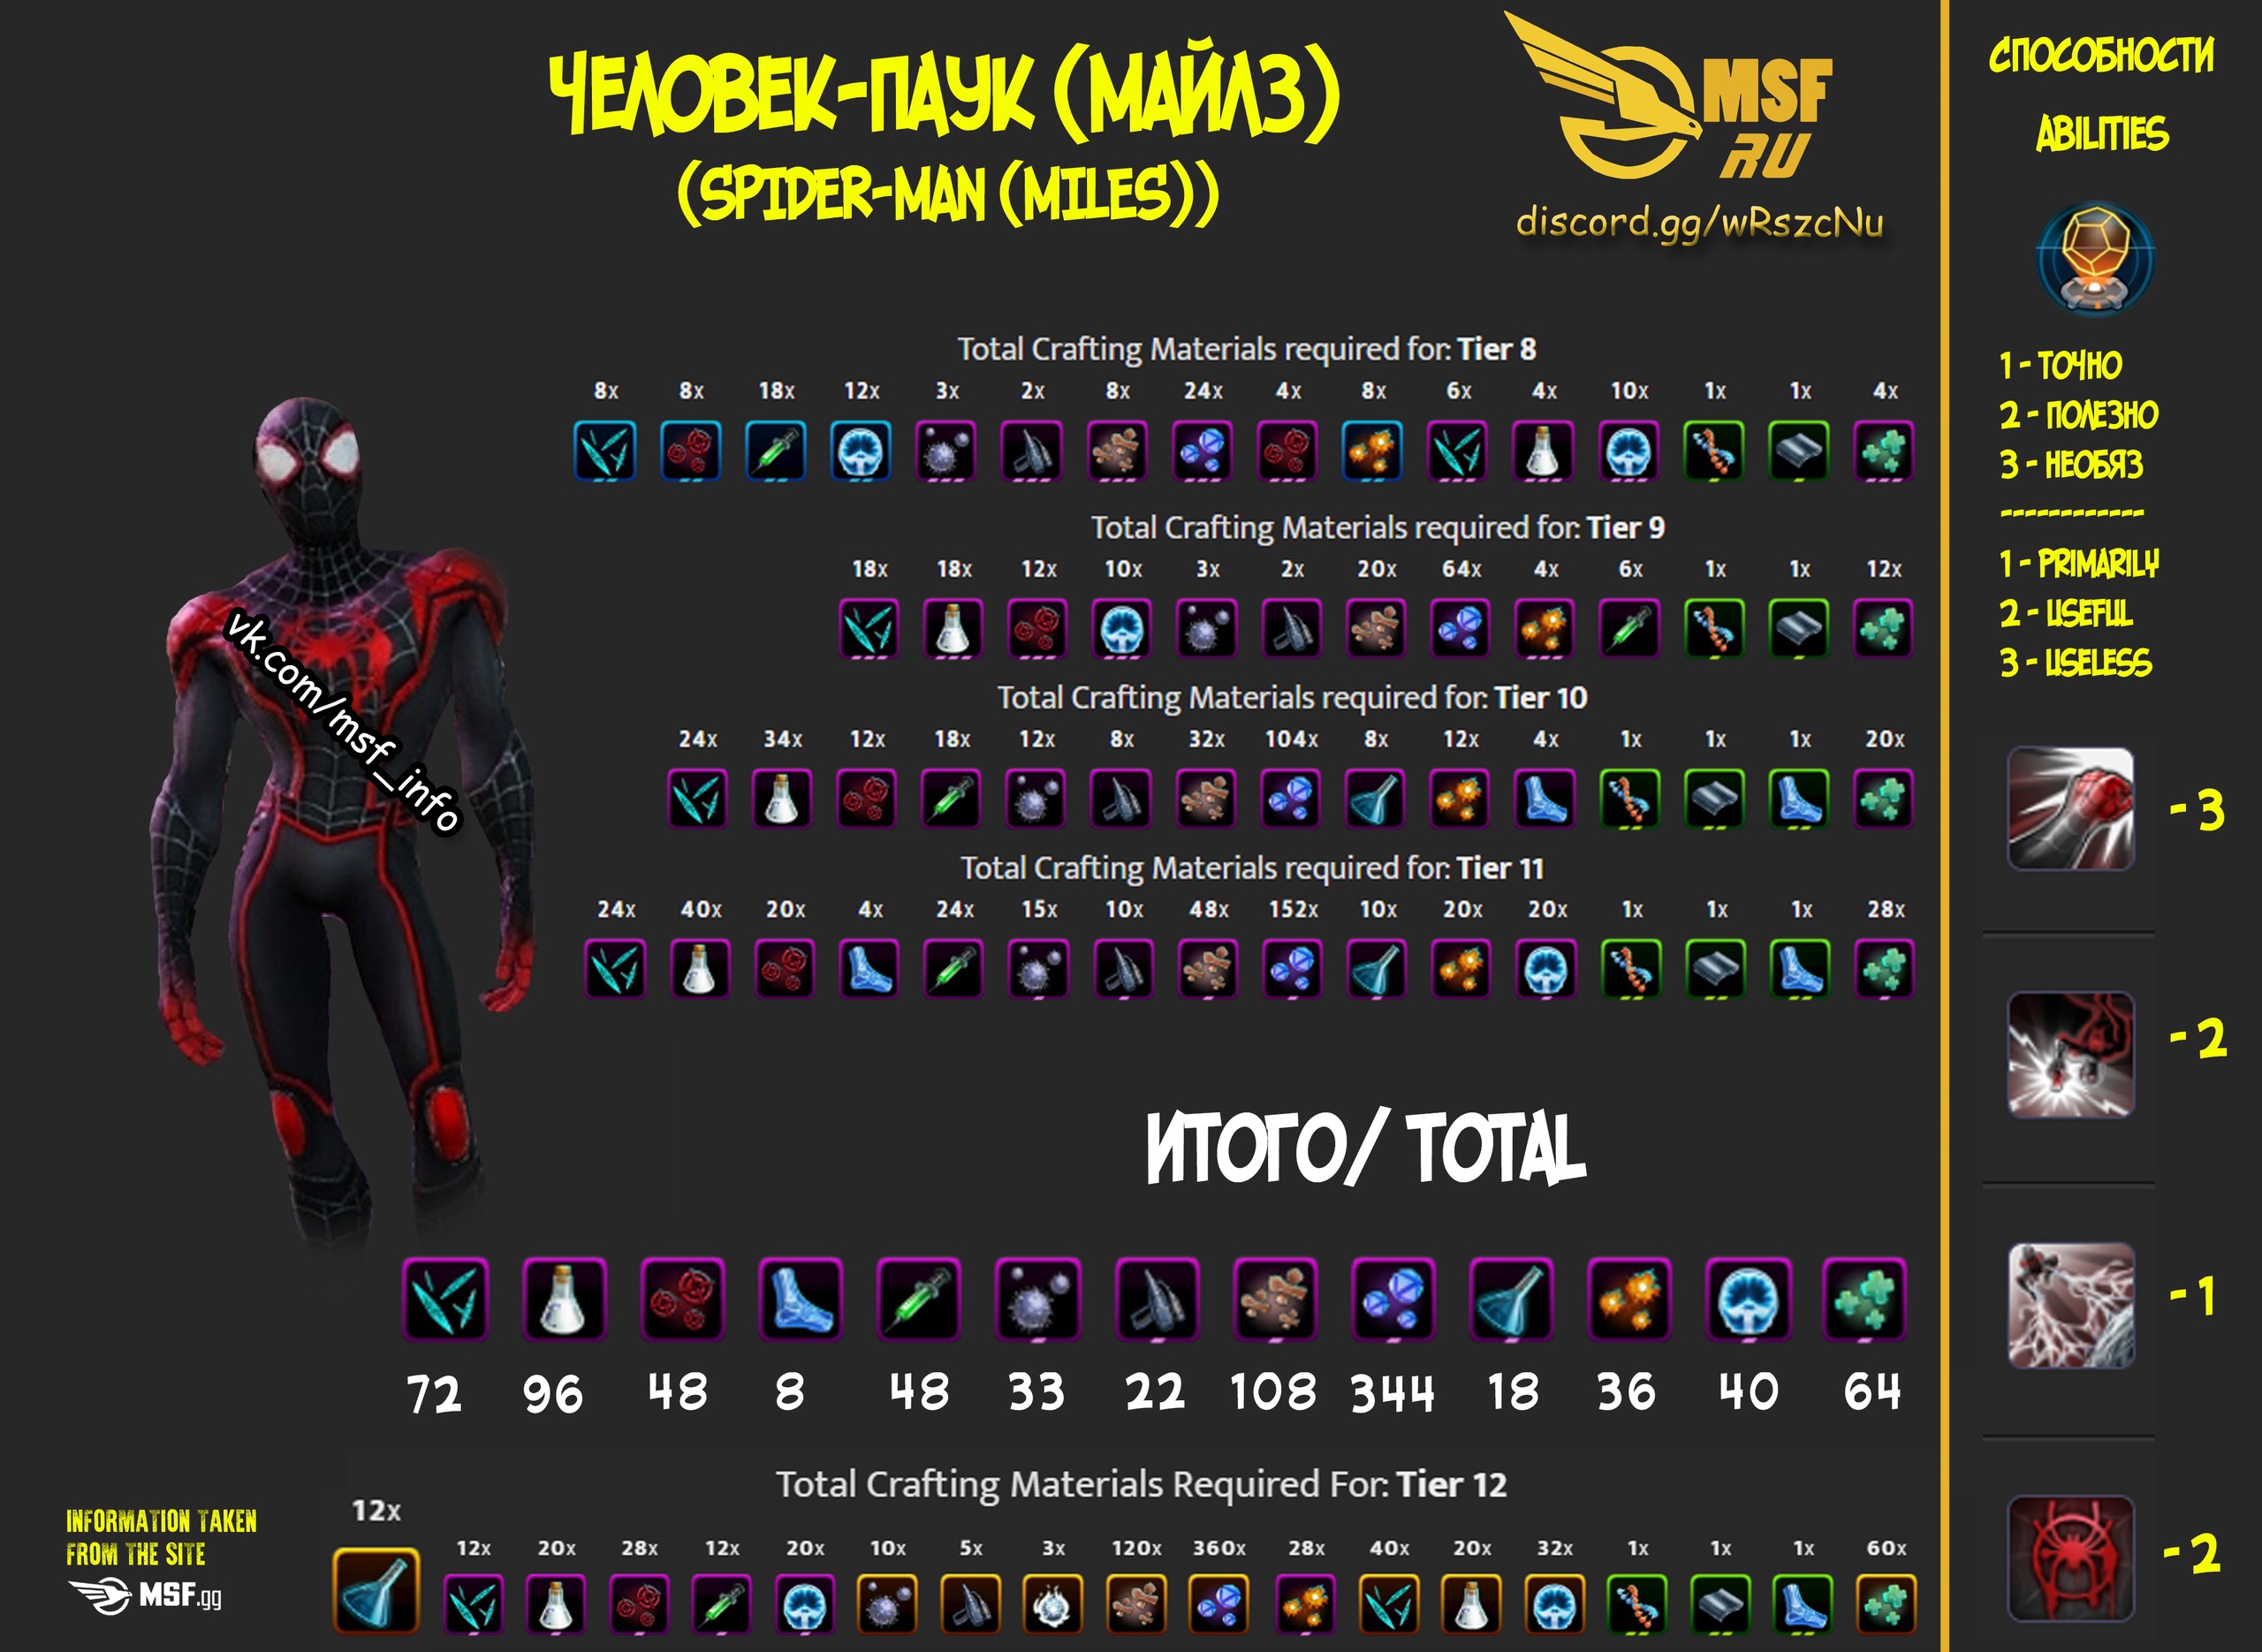 ЧЕЛОВЕК-ПАУК (МАЙЛЗ)
(SPIDER-MAN (MILES))
MSF
RU
discord.gg/wRszcNu
vk.com/msf_info
Total Crafting Materials required for: Tier 8
8x 8x 18x 12x 3x 2x 8x 24x 4x 8x 6x 4x 10x 1x 1x 4x
Total Crafting Materials required for: Tier 9
18x 18x 12x 10x 3x 2x 20x 64x 4x 6x 1x 1x 12x
Total Crafting Materials required for: Tier 10
24x 34x 12x 18x 12x 8x 32x 104x 8x 12x 4x 1x 1x 1x 20x
Total Crafting Materials required for: Tier 11
24x 40x 20x 4x 24x 15x 10x 48x 152x 10x 20x 20x 1x 1x 1x 28x
ИТОГО/ TOTAL
72 96 48 8 48 33 22 108 344 18 36 40 64
Total Crafting Materials Required For: Tier 12
12x
12x 20x 28x 12x 20x 10x 5x 3x 120x 360x 28x 40x 20x 32x 1x 1x 1x 60x
INFORMATION TAKEN
FROM THE SITE
MSF.gg
СПОСОБНОСТИ
ABILITIES
1 - ТОЧНО
2 - ПОЛЕЗНО
3 - НЕОБЯЗ
------------
1 - PRIMARILY
2 - USEFUL
3 - USELESS
- 3
- 2
- 1
- 2